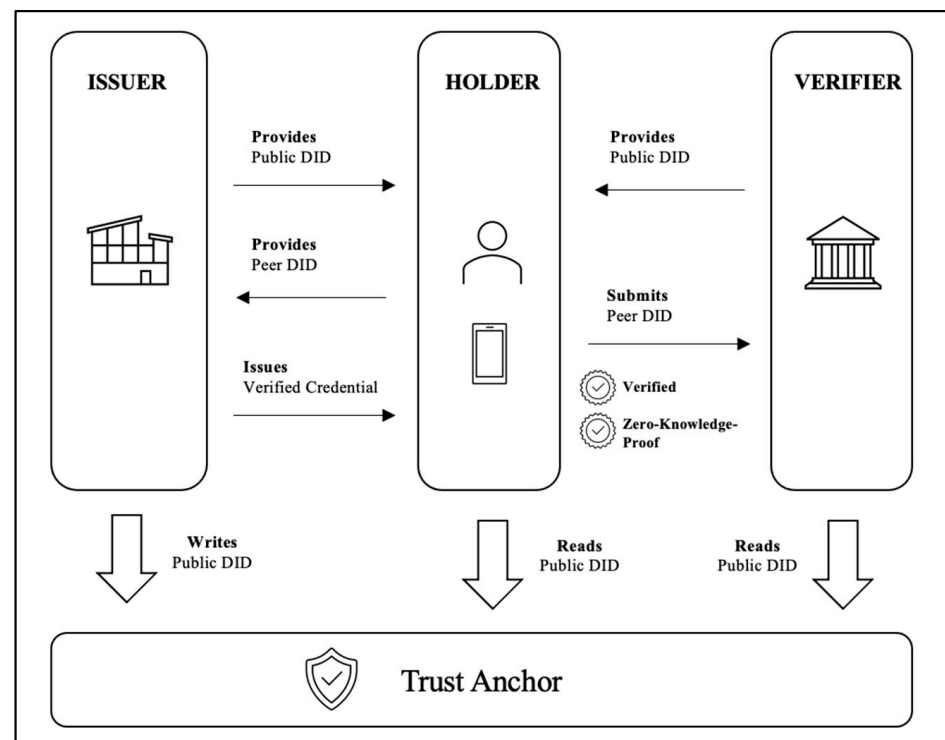 ISSUER
HOLDER
VERIFIER
Provides
Public DID
Provides
Public DID
Provides
Peer DID
Submits
Peer DID
Issues
Verified Credential
Verified
Zero-Knowledge-
Proof
Writes
Public DID
Reads
Public DID
Reads
Public DID
Trust Anchor